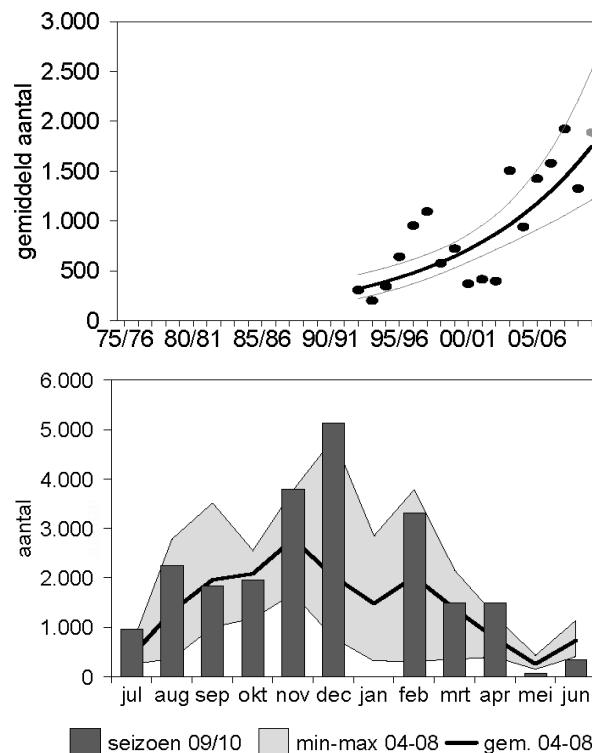 gemiddeld aantal
3.000
2.500
2.000
1.500
1.000
500
0
75/76 80/81 85/86 90/91 95/96 00/01 05/06
aantal
6.000
5.000
4.000
3.000
2.000
1.000
0
jul aug sep okt nov dec jan feb mrt apr mei jun
seizoen 09/10 min-max 04-08 gem. 04-08